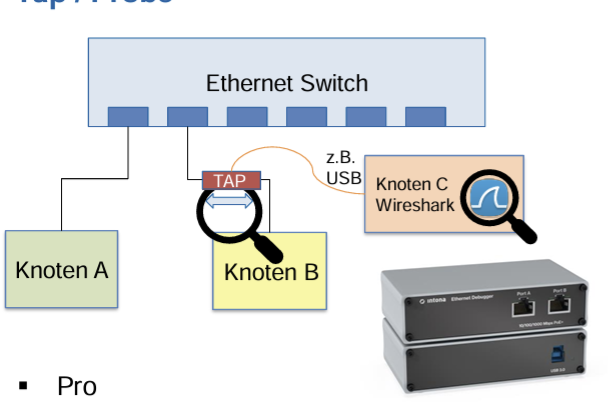 Tap / Probe
Ethernet Switch
TAP
z.B.
USB
Knoten C
Wireshark
Knoten A
Knoten B
intona Ethernet Debugger
Port A
Port B
USB 3.0
▪ Pro